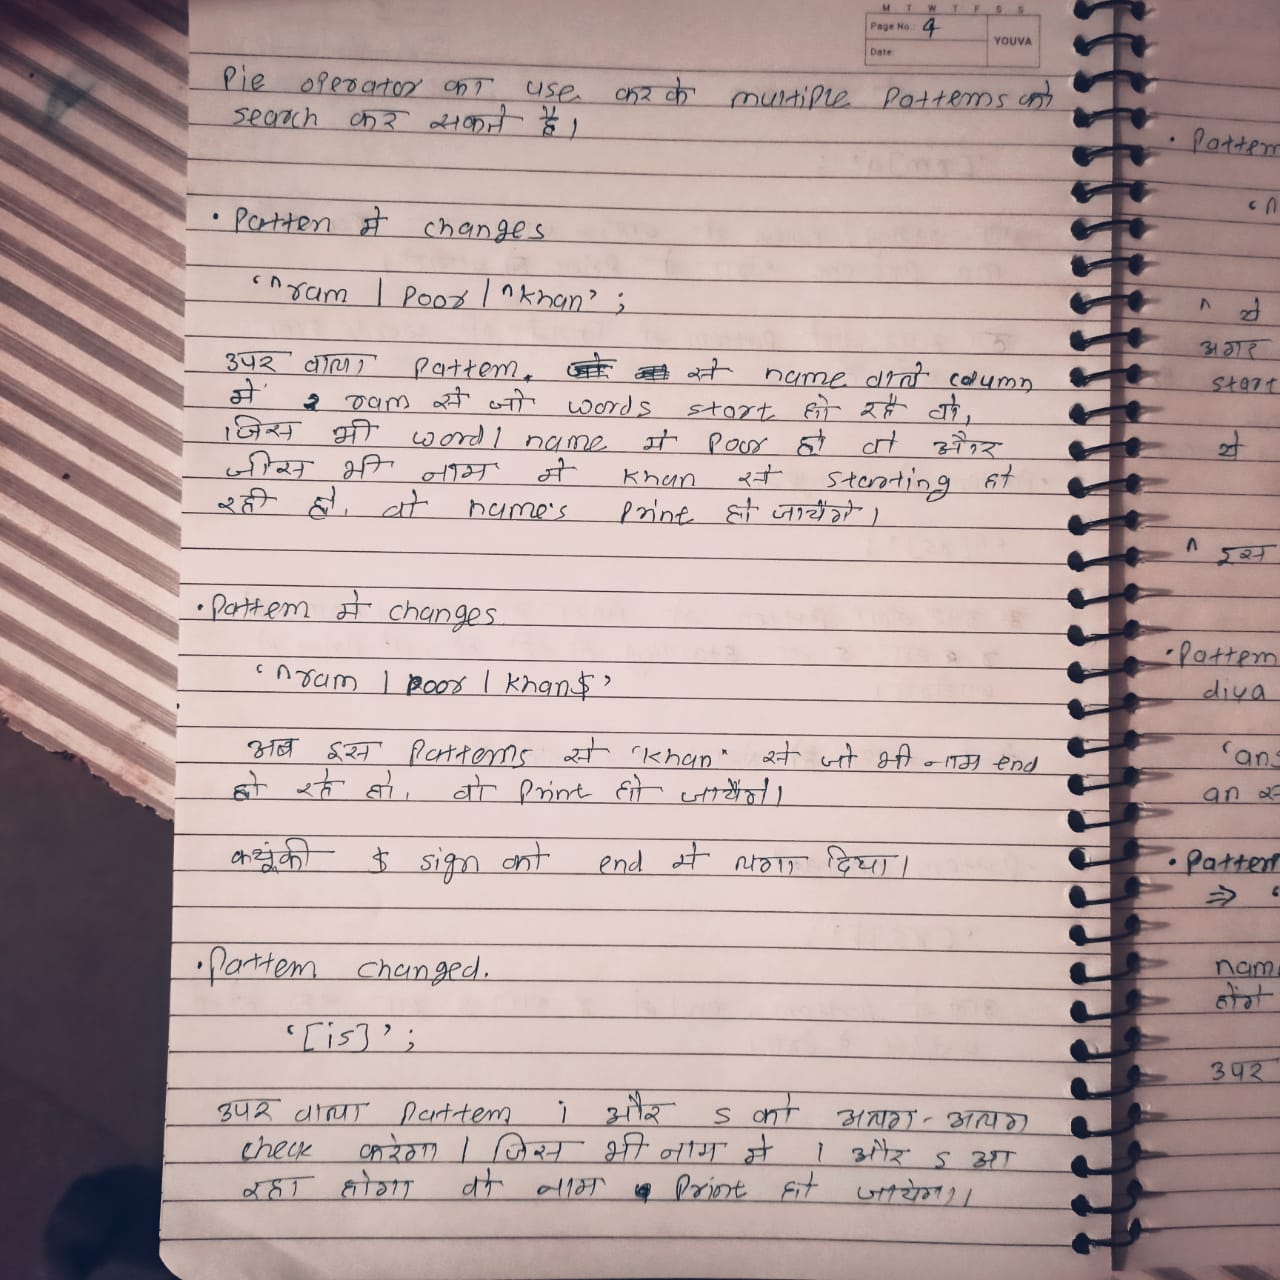 M T W T F S S
Page No.: 4
YOUVA
Date:
Pie operator का use करके multiple Patterns को
search कर सकते है।
• Patten मे changes
‘^ram | Poor | ^khan’ ;
उपर वाला Pattern. से name वाले column
में ram से जो words start हो रहे वो,
जिस भी word / name मे Poor हो वो और
जीस भी नाम मे khan से starting हो
रही हो. वो name's Print हो जायेंगे।
• Pattern मे changes
‘^ram | poor | khan$’
अब इस Patterns से "khan" से जो भी नाम end
हो रहे हो. वो Print हो जायेंगे।
क्यूंकी $ sign को end मे लगा दिया।
• Pattern changed.
‘[is]’ ;
उपर वाला Pattern i और s को अलग-अलग
check करेगा। जिस भी नाम मे i और s आ
रहा होगा वो नाम Print हो जायेगा।
• Pattern
‘^
^ से
अगर
start
से
^ इस
• Pattern
diya
‘an
an से
• Pattern
⇒ ‘
nam
होंगे
उपर